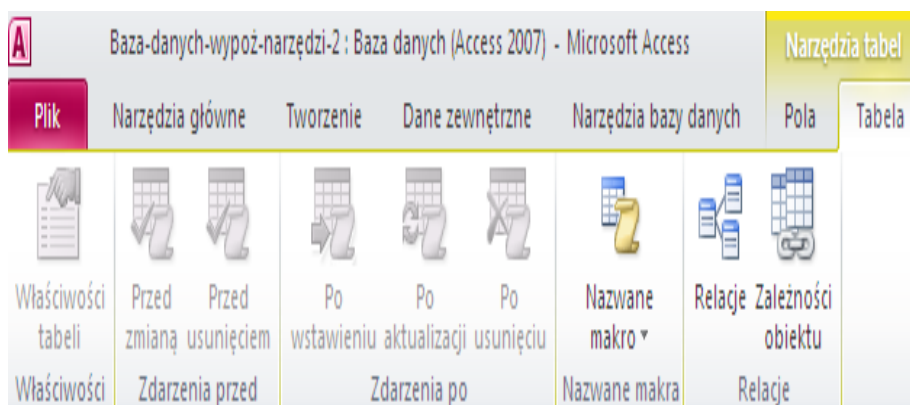 A Baza-danych-wypoż-narzędzi-2 : Baza danych (Access 2007) - Microsoft Access Narzędzia tabel
Plik Narzędzia główne Tworzenie Dane zewnętrzne Narzędzia bazy danych Pola Tabela
Właściwości Przed Przed Po Po Po Nazwane Relacje Zależności
tabeli zmianą usunięciem wstawieniu aktualizacji usunięciu makro obiektu
Właściwości Zdarzenia przed Zdarzenia po Nazwane makra Relacje